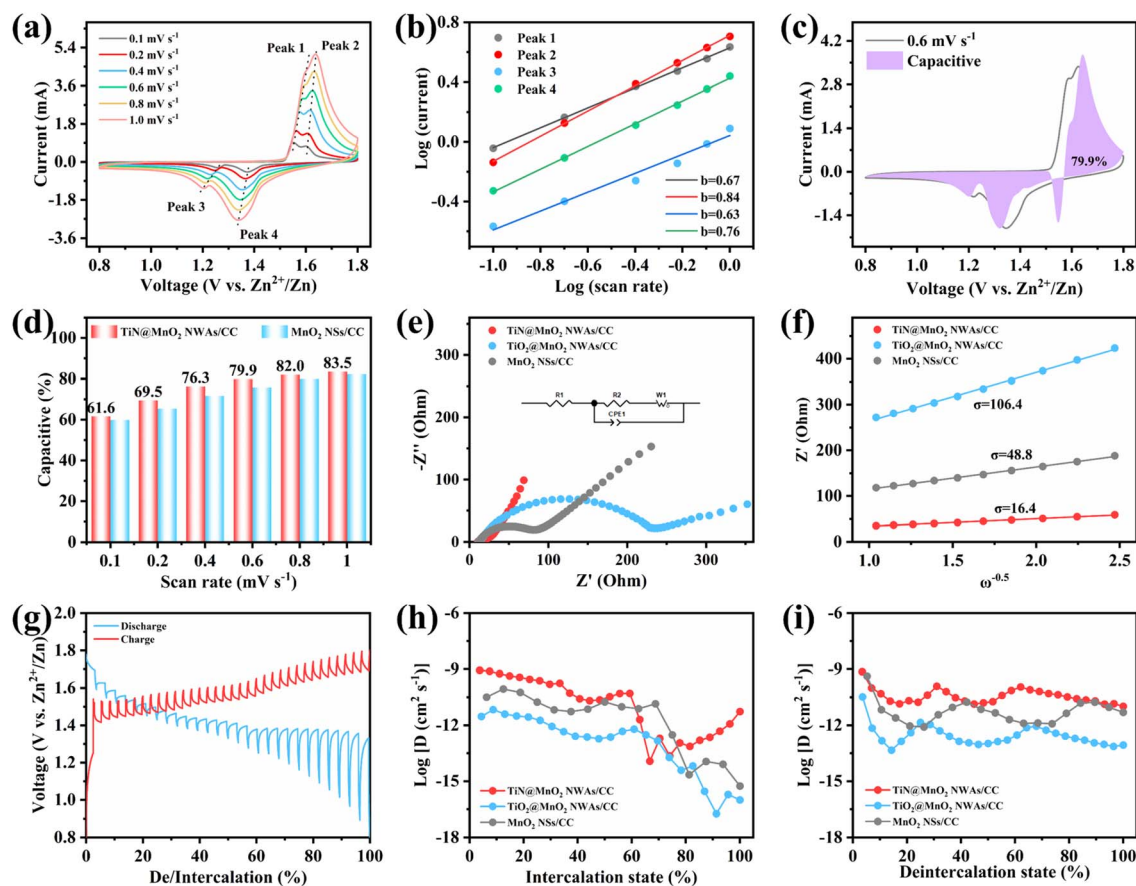 (a)
0.1 mV s⁻¹
0.2 mV s⁻¹
0.4 mV s⁻¹
0.6 mV s⁻¹
0.8 mV s⁻¹
1.0 mV s⁻¹
Peak 1
Peak 2
Peak 3
Peak 4
5.4
3.6
1.8
0.0
-1.8
-3.6
Current (mA)
0.8 1.0 1.2 1.4 1.6 1.8
Voltage (V vs. Zn²⁺/Zn)
(b)
Peak 1
Peak 2
Peak 3
Peak 4
b=0.67
b=0.84
b=0.63
b=0.76
0.8
0.4
0.0
-0.4
Log (current)
-1.0 -0.8 -0.6 -0.4 -0.2 0.0
Log (scan rate)
(c)
0.6 mV s⁻¹
Capacitive
79.9%
4.2
2.8
1.4
0.0
-1.4
Current (mA)
0.8 1.0 1.2 1.4 1.6 1.8
Voltage (V vs. Zn²⁺/Zn)
(d)
TiN@MnO₂ NWAs/CC
MnO₂ NSs/CC
61.6
69.5
76.3
79.9
82.0
83.5
100
80
60
40
20
0
Capacitive (%)
0.1 0.2 0.4 0.6 0.8 1
Scan rate (mV s⁻¹)
(e)
TiN@MnO₂ NWAs/CC
TiO₂@MnO₂ NWAs/CC
MnO₂ NSs/CC
R1
R2
W1
CPE1
-300
-200
-100
0
-Z'' (Ohm)
0 100 200 300
Z' (Ohm)
(f)
TiN@MnO₂ NWAs/CC
TiO₂@MnO₂ NWAs/CC
MnO₂ NSs/CC
σ=106.4
σ=48.8
σ=16.4
400
300
200
100
0
Z' (Ohm)
1.0 1.5 2.0 2.5
ω⁻⁰·⁵
(g)
Discharge
Charge
2.0
1.8
1.6
1.4
1.2
1.0
0.8
Voltage (V vs. Zn²⁺/Zn)
0 20 40 60 80 100
De/Intercalation (%)
(h)
TiN@MnO₂ NWAs/CC
TiO₂@MnO₂ NWAs/CC
MnO₂ NSs/CC
-6
-9
-12
-15
-18
Log [D (cm² s⁻¹)]
0 20 40 60 80 100
Intercalation state (%)
(i)
TiN@MnO₂ NWAs/CC
TiO₂@MnO₂ NWAs/CC
MnO₂ NSs/CC
-6
-9
-12
-15
-18
Log [D (cm² s⁻¹)]
0 20 40 60 80 100
Deintercalation state (%)